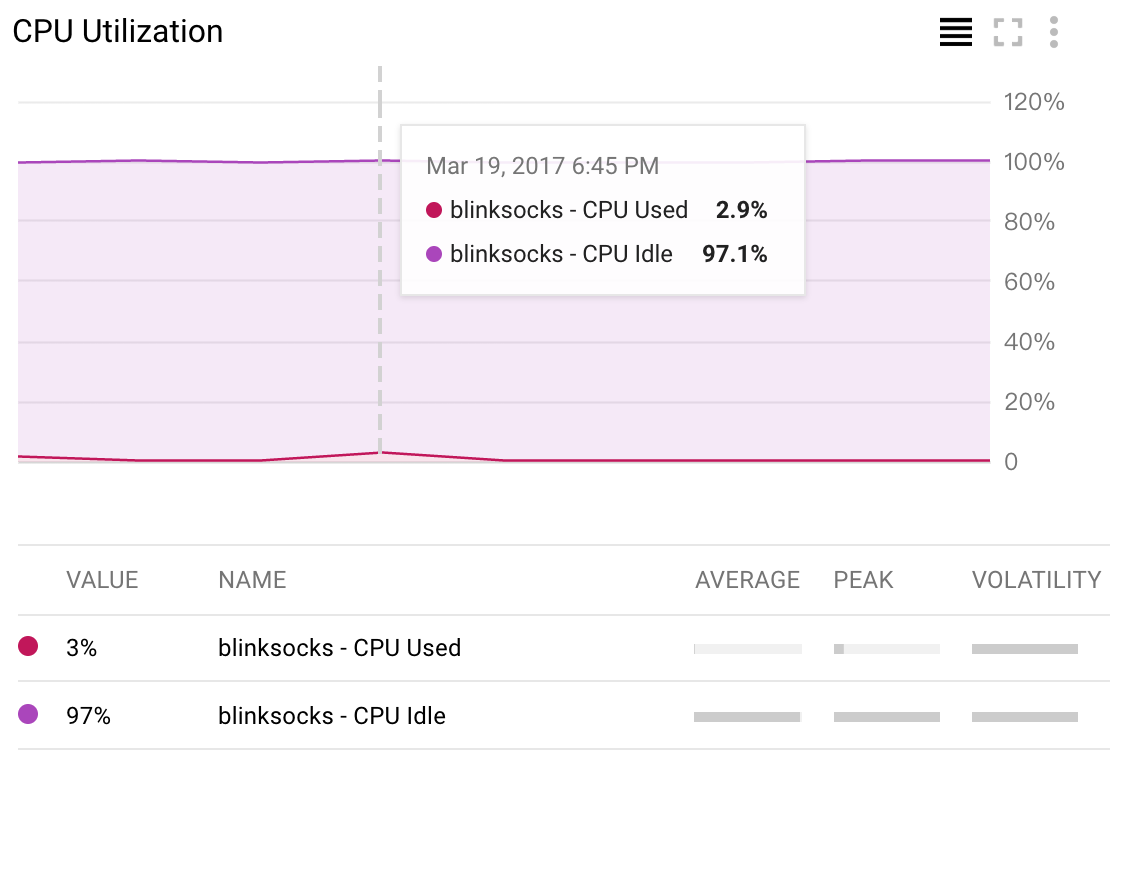 CPU Utilization
120%
Mar 19, 2017 6:45 PM
100%
blinksocks - CPU Used 2.9%
80%
blinksocks - CPU Idle 97.1%
60%
40%
20%
0
VALUE NAME AVERAGE PEAK VOLATILITY
3% blinksocks - CPU Used
97% blinksocks - CPU Idle